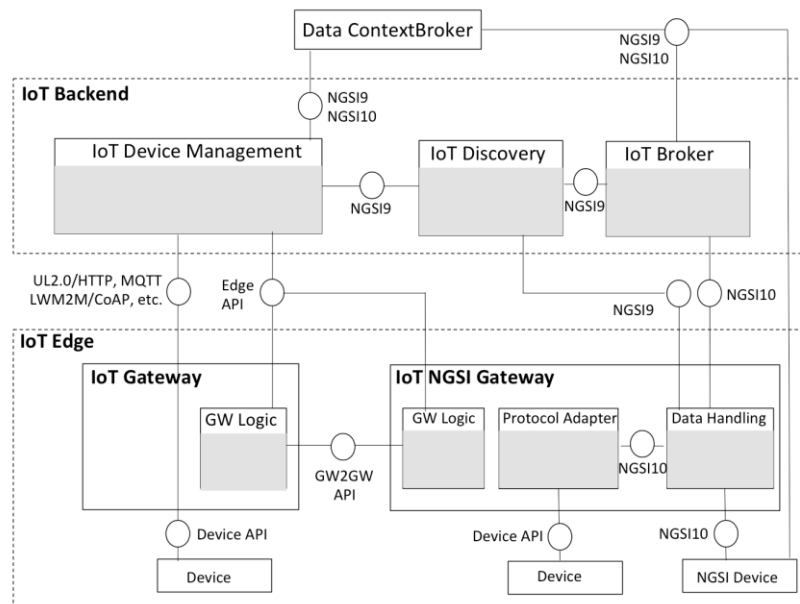 Data ContextBroker
NGSI9
NGSI10
IoT Backend
NGSI9
NGSI10
IoT Device Management
IoT Discovery
IoT Broker
NGSI9
NGSI9
UL2.0/HTTP, MQTT
LWM2M/CoAP, etc.
Edge
API
NGSI9
NGSI10
IoT Edge
IoT Gateway
IoT NGSI Gateway
GW Logic
GW Logic
Protocol Adapter
Data Handling
GW2GW
API
NGSI10
Device API
Device API
NGSI10
Device
Device
NGSI Device